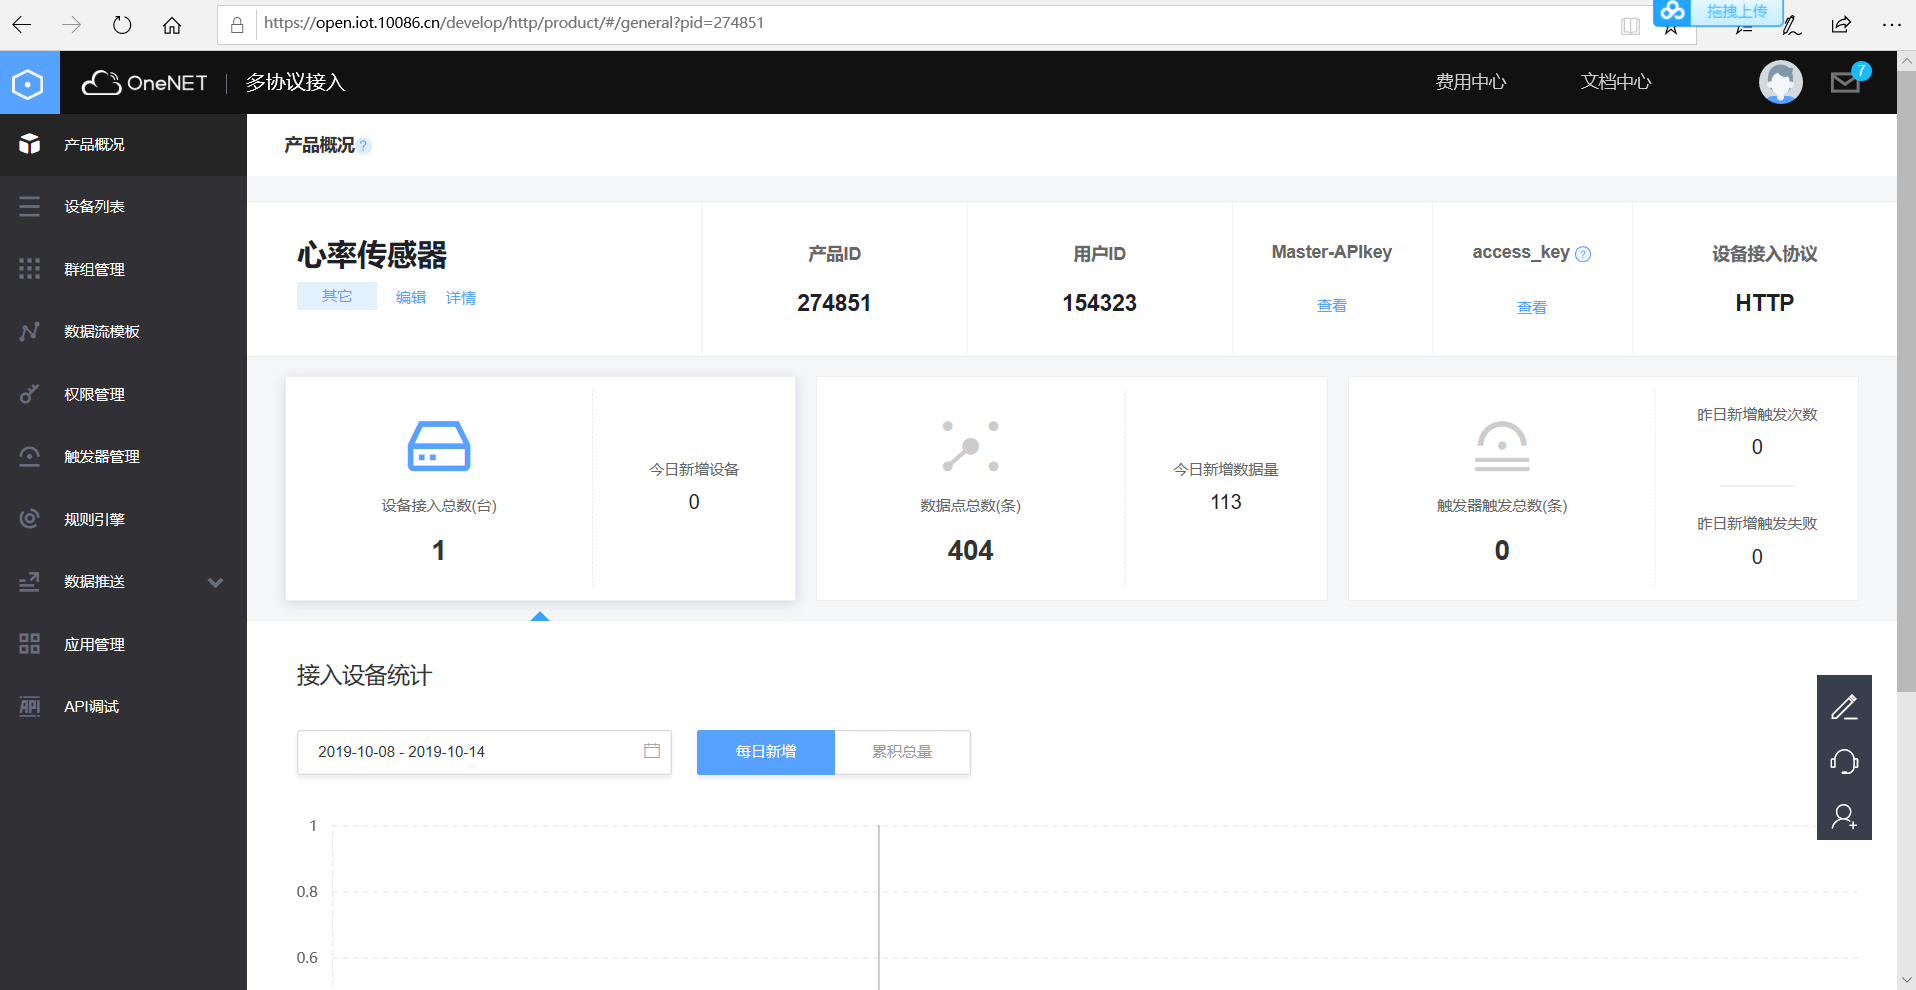 https://open.iot.10086.cn/develop/http/product/#/general?pid=274851
拖拽上传
OneNET
多协议接入
费用中心
文档中心
7
产品概况
设备列表
群组管理
数据流模板
权限管理
触发器管理
规则引擎
数据推送
应用管理
API调试
产品概况?
心率传感器
其它
编辑
详情
产品ID
274851
用户ID
154323
Master-APIkey
查看
access_key ?
查看
设备接入协议
HTTP
设备接入总数(台)
1
今日新增设备
0
数据点总数(条)
404
今日新增数据量
113
触发器触发总数(条)
0
昨日新增触发次数
0
昨日新增触发失败
0
接入设备统计
2019-10-08 - 2019-10-14
每日新增
累积总量
1
0.8
0.6